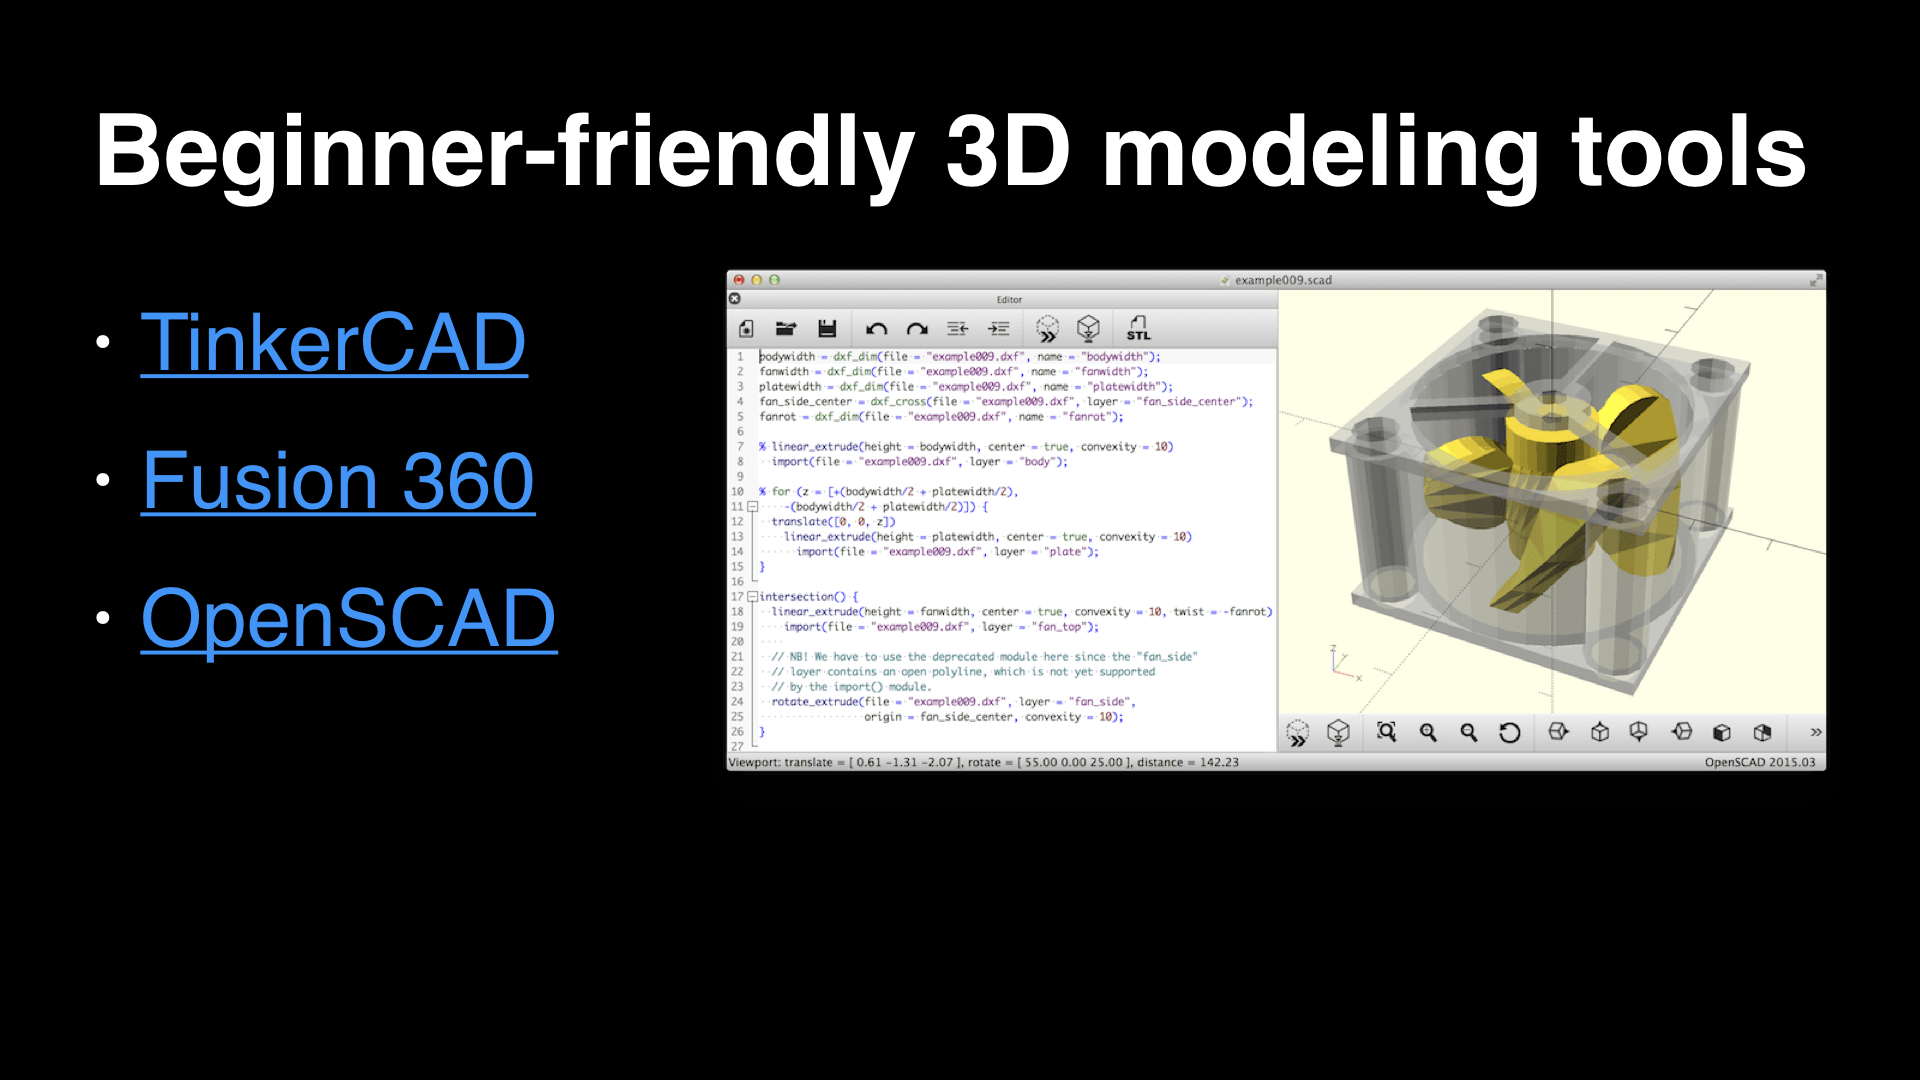 Beginner-friendly 3D modeling tools
• TinkerCAD
• Fusion 360
• OpenSCAD
example009.scad
Editor
STL
1 bodywidth = dxf_dim(file = "example009.dxf", name = "bodywidth");
2 fanwidth = dxf_dim(file = "example009.dxf", name = "fanwidth");
3 platewidth = dxf_dim(file = "example009.dxf", name = "platewidth");
4 fan_side_center = dxf_cross(file = "example009.dxf", layer = "fan_side_center");
5 fanrot = dxf_dim(file = "example009.dxf", name = "fanrot");
6
7 % linear_extrude(height = bodywidth, center = true, convexity = 10)
8 import(file = "example009.dxf", layer = "body");
9
10 % for (z = [+(bodywidth/2 + platewidth/2),
11 -(bodywidth/2 + platewidth/2)]) {
12 translate([0, 0, z])
13 linear_extrude(height = platewidth, center = true, convexity = 10)
14 import(file = "example009.dxf", layer = "plate");
15 }
16
17 intersection() {
18 linear_extrude(height = fanwidth, center = true, convexity = 10, twist = -fanrot)
19 import(file = "example009.dxf", layer = "fan_top");
20
21 // NB! We have to use the deprecated module here since the "fan_side"
22 // layer contains an open polyline, which is not yet supported
23 // by the import() module.
24 rotate_extrude(file = "example009.dxf", layer = "fan_side",
25 origin = fan_side_center, convexity = 10);
26 }
27
z
x
Viewport: translate = [ 0.61 -1.31 -2.07 ], rotate = [ 55.00 0.00 25.00 ], distance = 142.23
OpenSCAD 2015.03